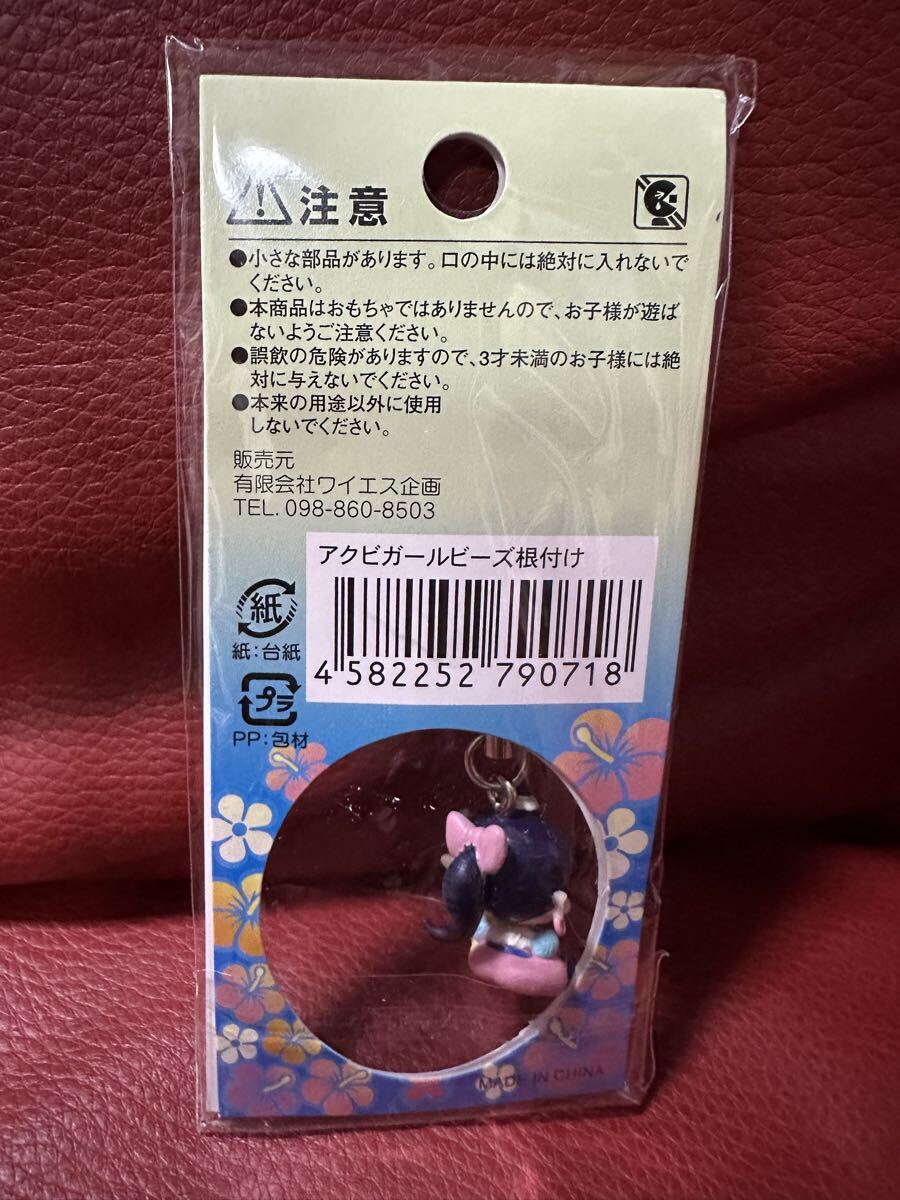 注意
●小さな部品があります。口の中には絶対に入れないで
ください。
●本商品はおもちゃではありませんので、お子様が遊ば
ないようご注意ください。
●誤飲の危険がありますので、3才未満のお子様には絶
対に与えないでください。
●本来の用途以外に使用
しないでください。
販売元
有限会社ワイエス企画
TEL. 098-860-8503
アクビガールビーズ根付け
4 582252 790718
紙
紙:台紙
プラ
PP:包材
MADE IN CHINA